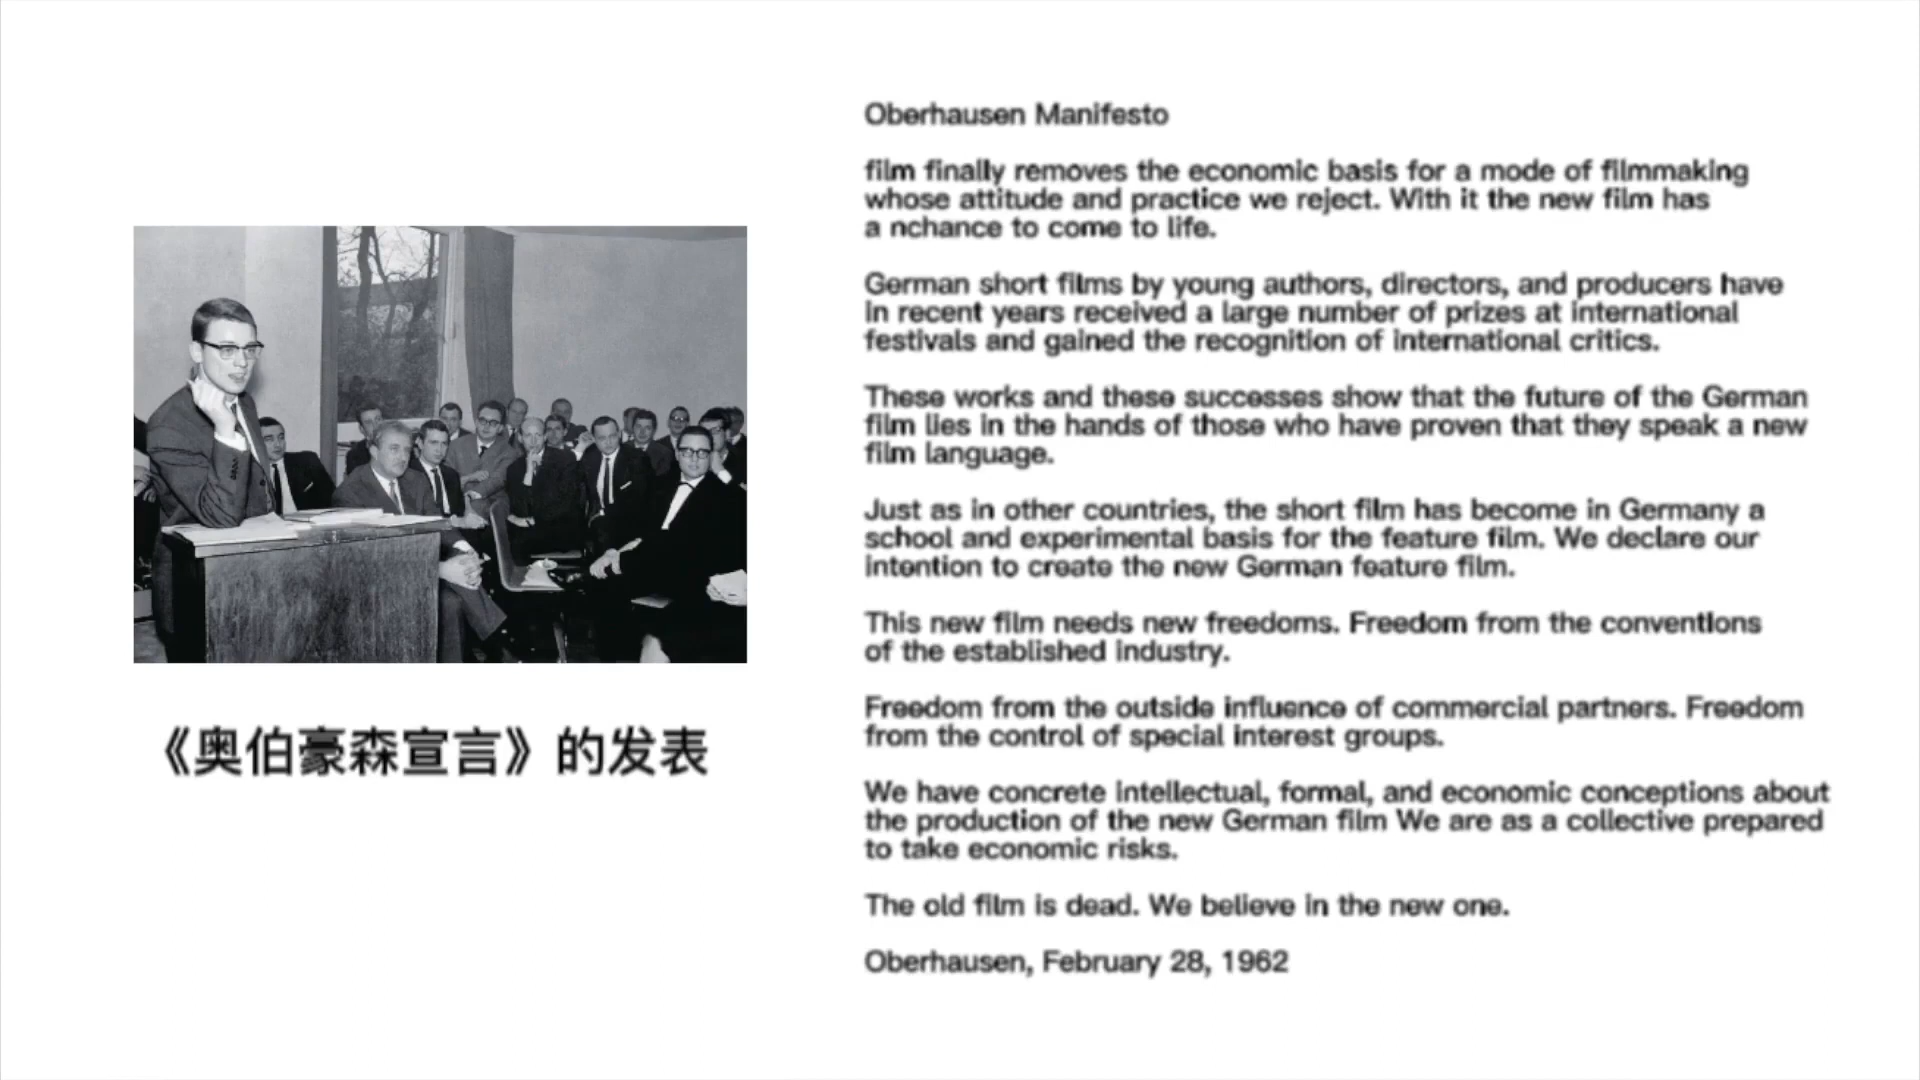 Oberhausen Manifesto
film finally removes the economic basis for a mode of filmmaking
whose attitude and practice we reject. With it the new film has
a nchance to come to life.
German short films by young authors, directors, and producers have
in recent years received a large number of prizes at international
festivals and gained the recognition of international critics.
These works and these successes show that the future of the German
film lies in the hands of those who have proven that they speak a new
film language.
Just as in other countries, the short film has become in Germany a
school and experimental basis for the feature film. We declare our
intention to create the new German feature film.
This new film needs new freedoms. Freedom from the conventions
of the established industry.
Freedom from the outside influence of commercial partners. Freedom
from the control of special interest groups.
We have concrete intellectual, formal, and economic conceptions about
the production of the new German film We are as a collective prepared
to take economic risks.
The old film is dead. We believe in the new one.
Oberhausen, February 28, 1962
《奥伯豪森宣言》的发表